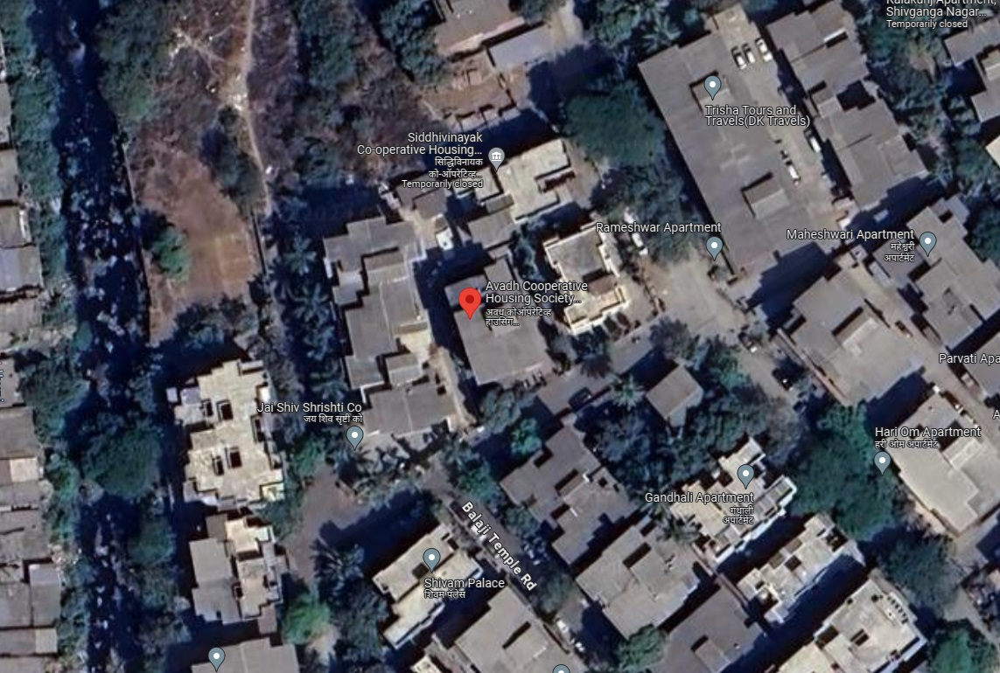 Shivganga Nagar...
Temporarily closed
Trisha Tours and
Travels(DK Travels)
Siddhivinayak
Co-operative Housing...
सिद्धिविनायक
को-ऑपरेटिव्ह...
Temporarily closed
Rameshwar Apartment
Maheshwari Apartment
महेश्वरी
अपार्टमेंट
Avadh Cooperative
Housing Society...
अवध कोऑपरेटिव्ह
हाउसिंग...
Parvati Apa
Jai Shiv Shrishti Co
जय शिव सृष्टी को
Hari Om Apartment
हरी ओम अपार्टमेंट
Gandhali Apartment
गंधाली
अपार्टमेंट
Balaji Temple Rd
Shivam Palace
शिवम पॅलेस